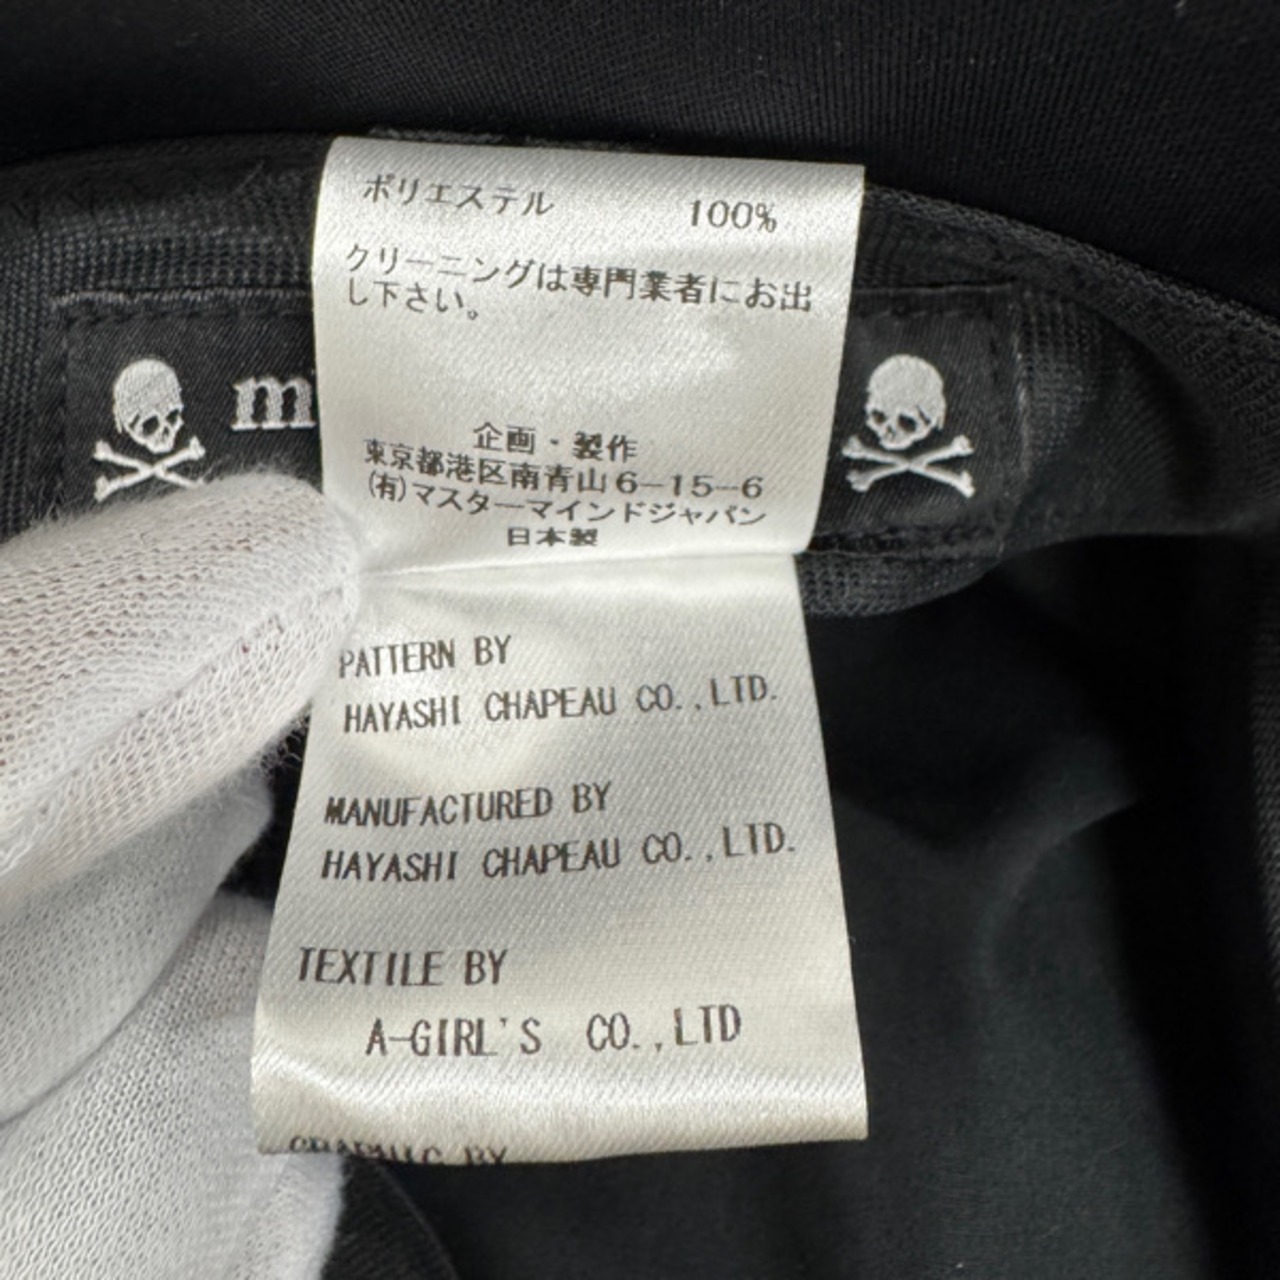 ポリエステル 100%
クリーニングは専門業者にお出
し下さい。
m
企画・製作
東京都港区南青山6-15-6
(有)マスターマインドジャパン
日本製
PATTERN BY
HAYASHI CHAPEAU CO.,LTD.
MANUFACTURED BY
HAYASHI CHAPEAU CO.,LTD.
TEXTILE BY
A-GIRL'S CO.,LTD
GRAPHIC BY